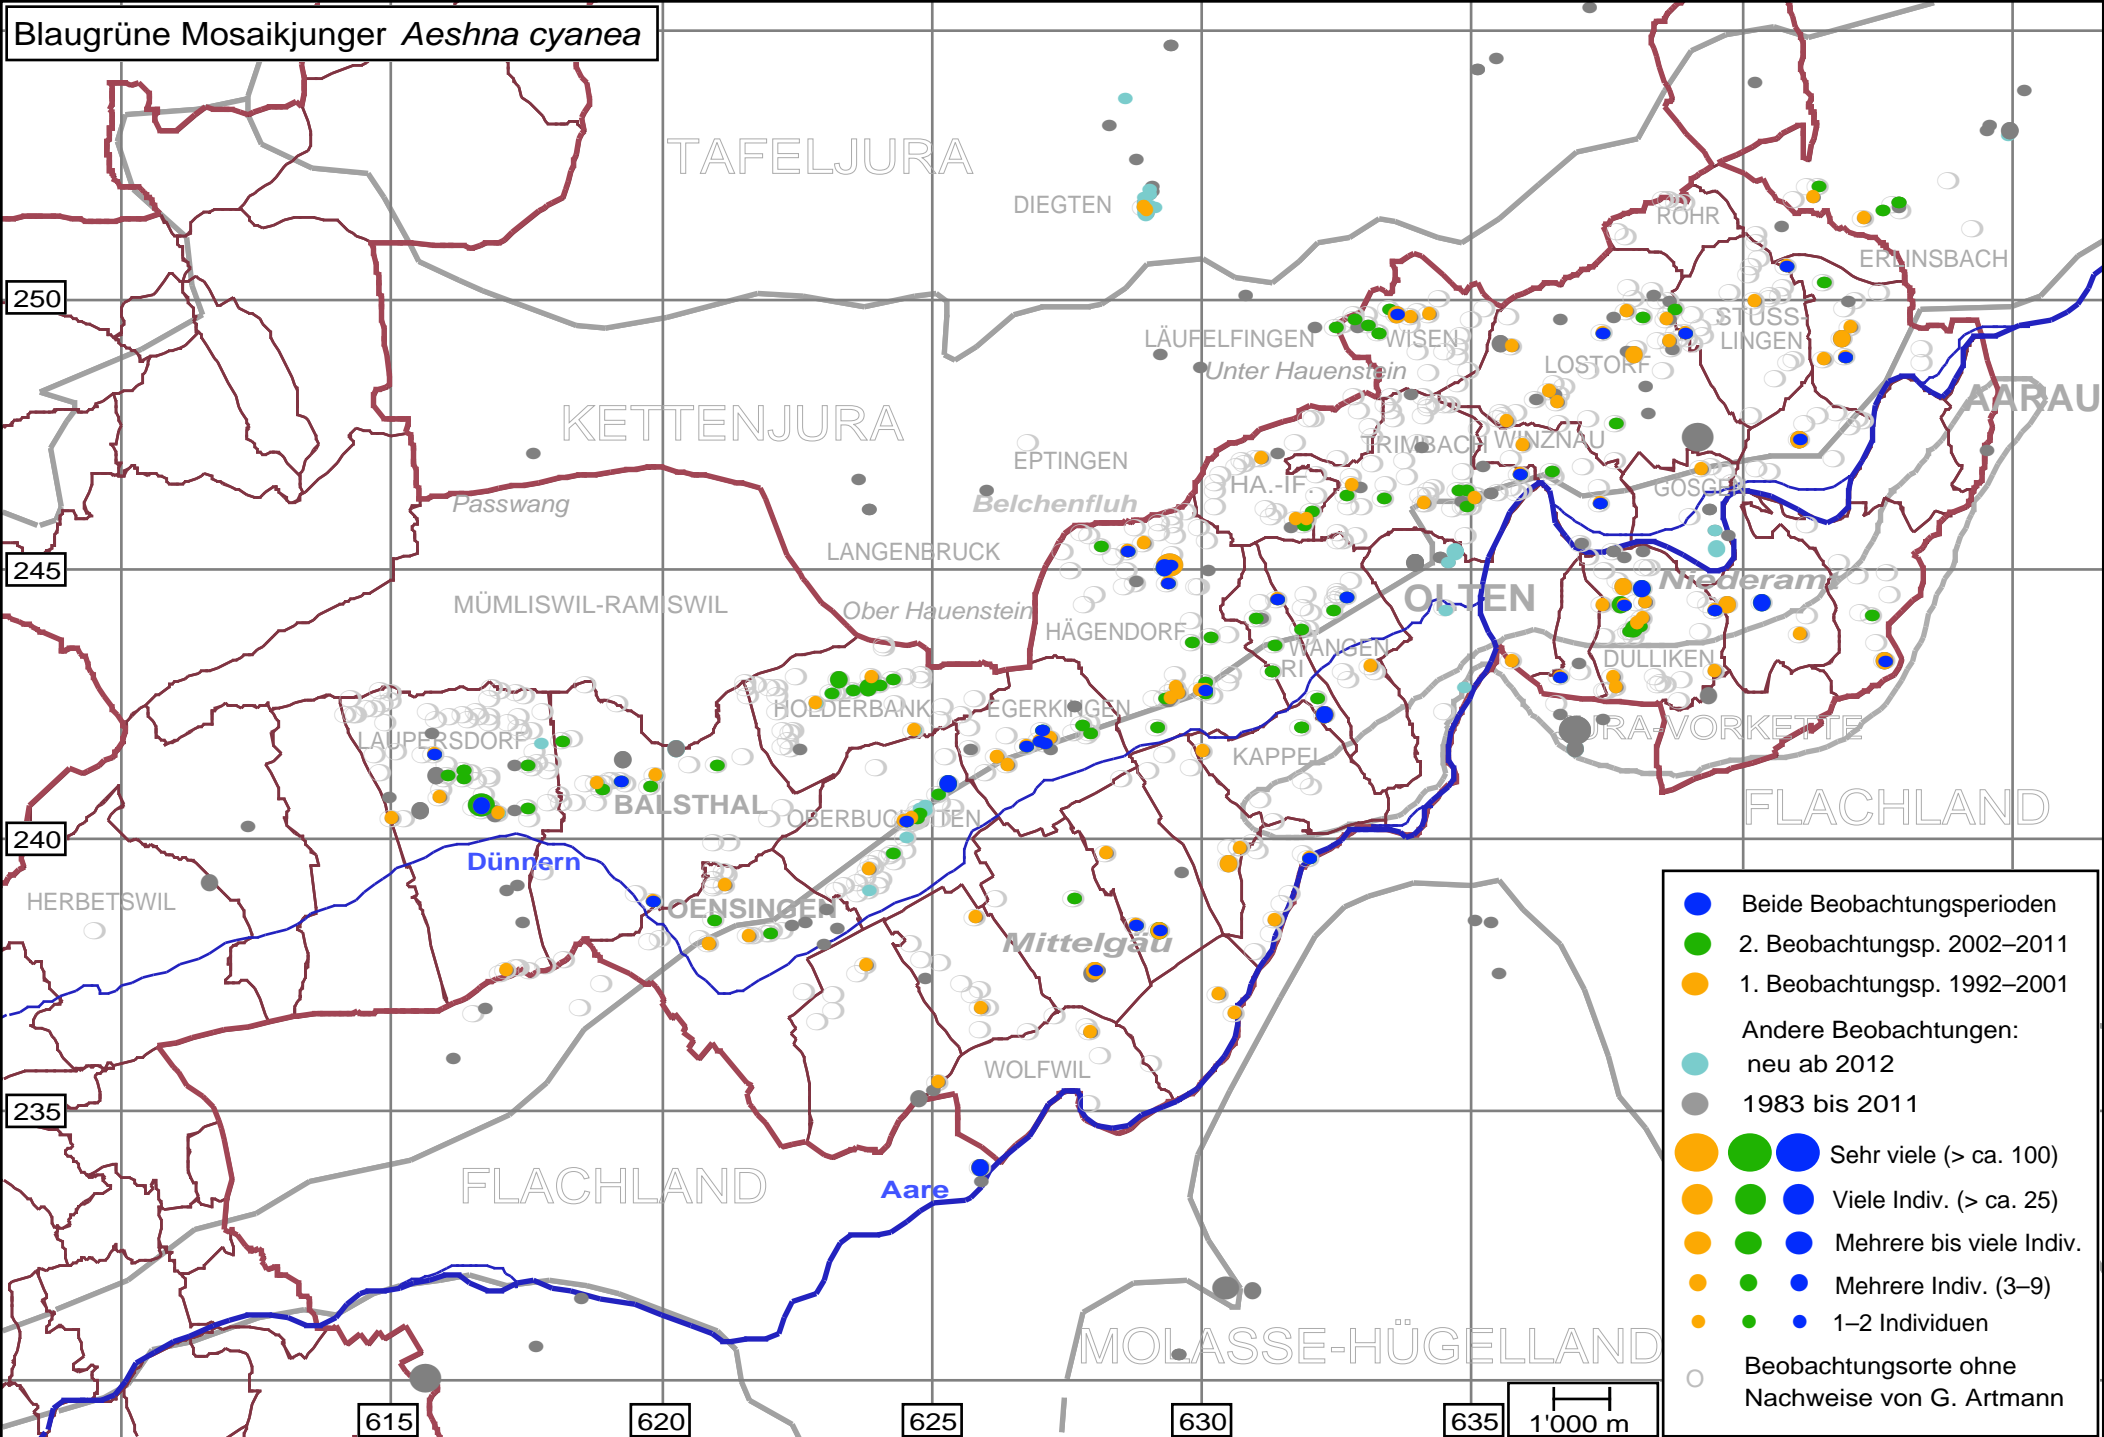 Blaugrüne Mosaikjunger Aeshna cyanea
TAFELJURA
DIEGTEN
ROHR
ERLINSBACH
250
LÄUFELFINGEN
WISEN
STÜSS-
LINGEN
Unter Hauenstein
LOSTORF
AARAU
KETTENJURA
TRIMBACH
WINZNAU
EPTINGEN
HA.-IF.
GÖSGEN
Passwang
Belchenfluh
LANGENBRUCK
245
Niederamt
MÜMLISWIL-RAMISWIL
Ober Hauenstein
OLTEN
HÄGENDORF
WANGEN
RI
DULLIKEN
HOLDERBANK
EGERKINGEN
JURA-VORKETTE
LAUPERSDORF
KAPPEL
BALSTHAL
FLACHLAND
OBERBUCHSITEN
240
Dünnern
HERBETSWIL
OENSINGEN
Mittelgäu
WOLFWIL
235
FLACHLAND
Aare
MOLASSE-HÜGELLAND
615
620
625
630
635
1'000 m
Beide Beobachtungsperioden
2. Beobachtungsp. 2002–2011
1. Beobachtungsp. 1992–2001
Andere Beobachtungen:
neu ab 2012
1983 bis 2011
Sehr viele (> ca. 100)
Viele Indiv. (> ca. 25)
Mehrere bis viele Indiv.
Mehrere Indiv. (3–9)
1–2 Individuen
Beobachtungsorte ohne
Nachweise von G. Artmann